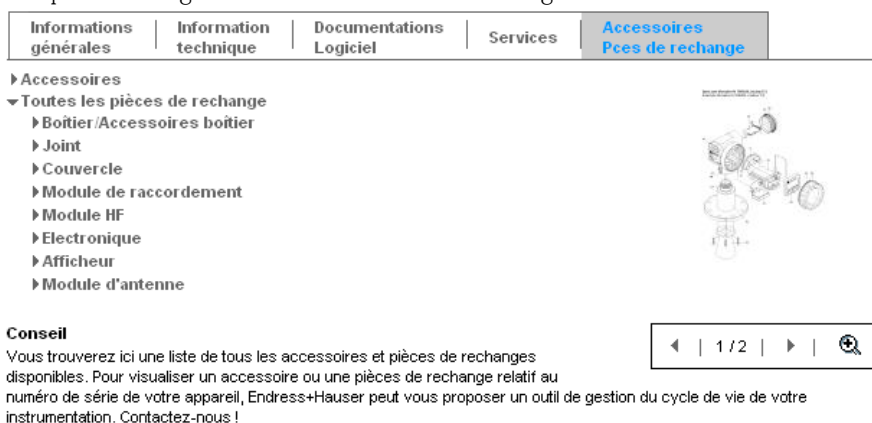 Informations générales | Information technique | Documentations Logiciel | Services | Accessoires Pces de rechange
Accessoires
Toutes les pièces de rechange
Boîtier/Accessoires boîtier
Joint
Couvercle
Module de raccordement
Module HF
Electronique
Afficheur
Module d'antenne
Conseil
Vous trouverez ici une liste de tous les accessoires et pièces de rechanges
disponibles. Pour visualiser un accessoire ou une pièces de rechange relatif au
numéro de série de votre appareil, Endress+Hauser peut vous proposer un outil de gestion du cycle de vie de votre
instrumentation. Contactez-nous !
1 / 2